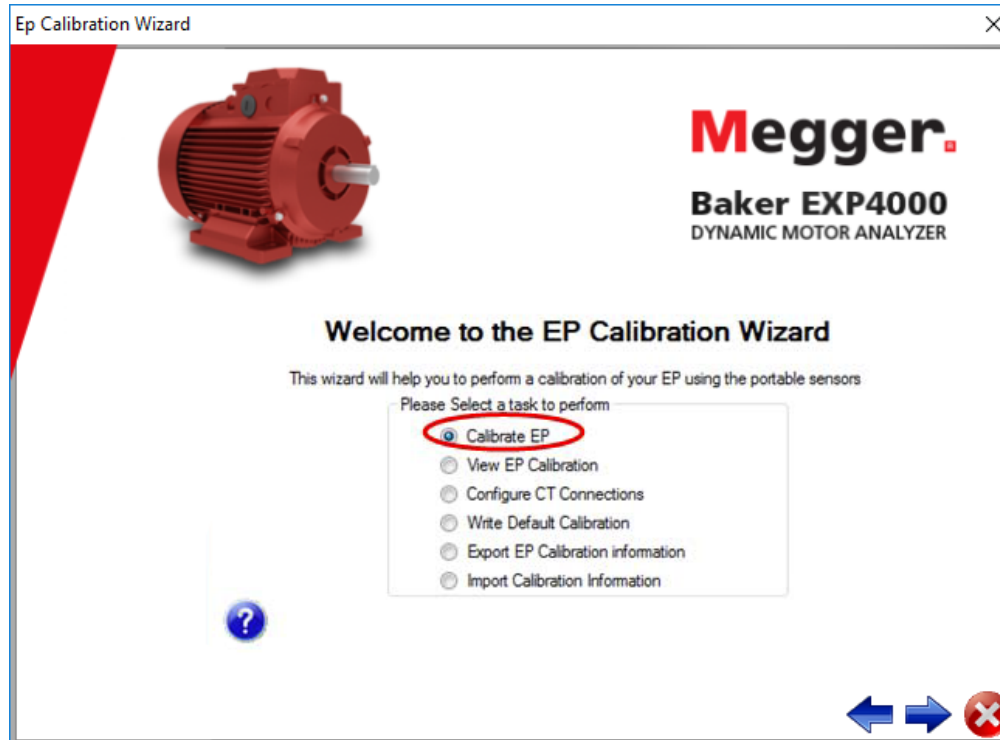 Ep Calibration Wizard
Megger®
Baker EXP4000
DYNAMIC MOTOR ANALYZER
Welcome to the EP Calibration Wizard
This wizard will help you to perform a calibration of your EP using the portable sensors
Please Select a task to perform
Calibrate EP
View EP Calibration
Configure CT Connections
Write Default Calibration
Export EP Calibration information
Import Calibration Information
?